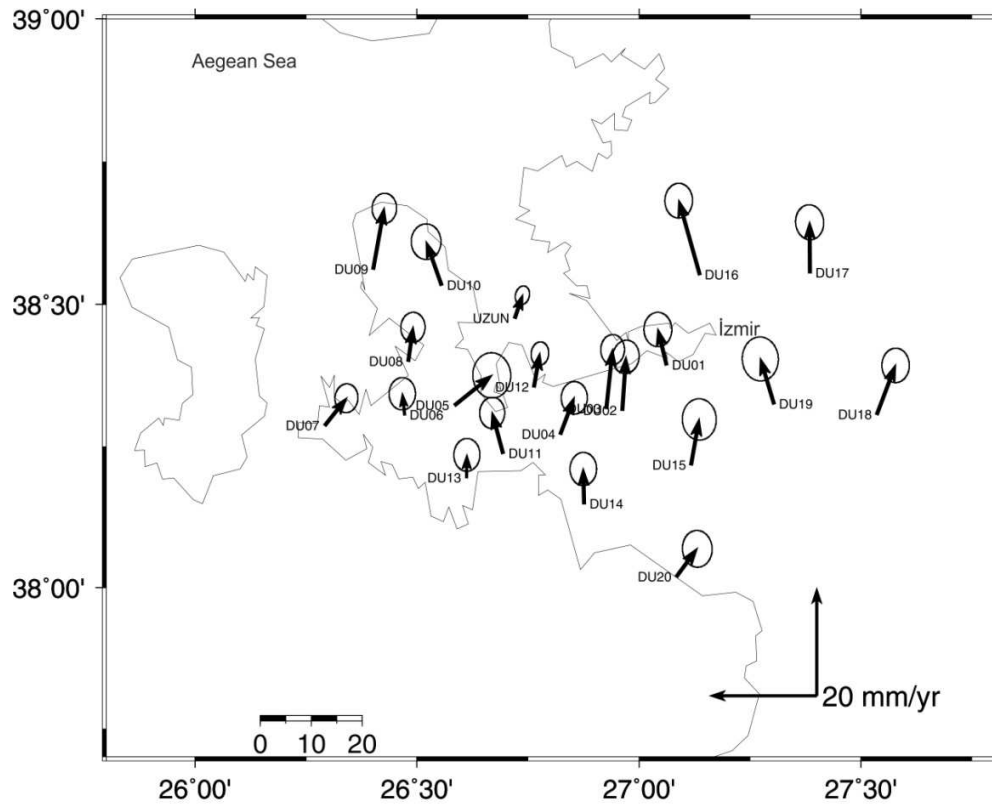 39°00'
Aegean Sea
DU09
DU10
DU16
DU17
38°30'
UZUN
İzmir
DU08
DU01
DU12
DU05
DU06
DU03
DU02
DU19
DU18
DU07
DU04
DU11
DU15
DU13
DU14
38°00'
DU20
20 mm/yr
0 10 20
26°00' 26°30' 27°00' 27°30'